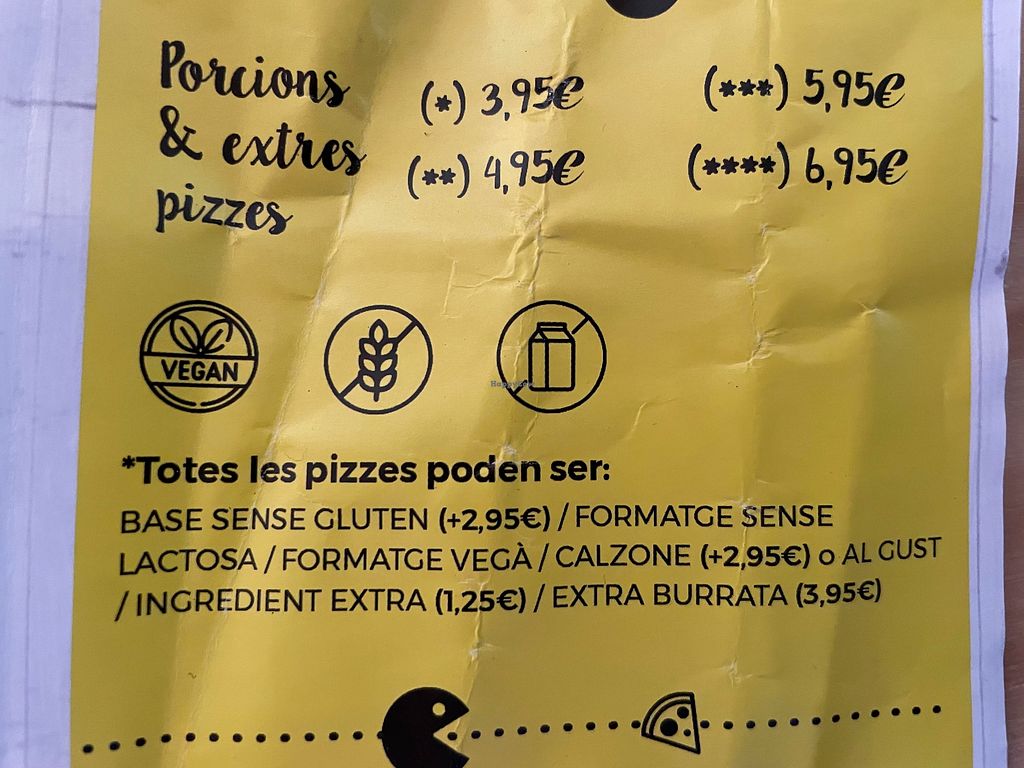 Porcions
& extres
pizzes
(*) 3,95€
(***) 5,95€
(**) 4,95€
(****) 6,95€
VEGAN
HappyCow
*Totes les pizzes poden ser:
BASE SENSE GLUTEN (+2,95€) / FORMATGE SENSE
LACTOSA / FORMATGE VEGÀ / CALZONE (+2,95€) o AL GUST
/ INGREDIENT EXTRA (1,25€) / EXTRA BURRATA (3,95€)